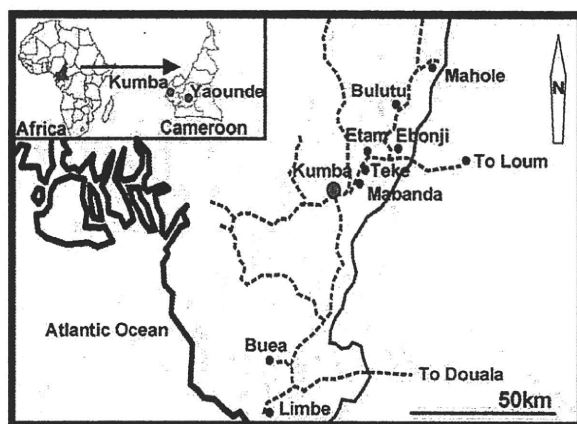 Kumba
Yaounde
Africa
Cameroon
N
Mahole
Bulutu
Etam
Ebonji
To Loum
Kumba
Teke
Mabanda
Atlantic Ocean
Buea
To Douala
50km
Limbe